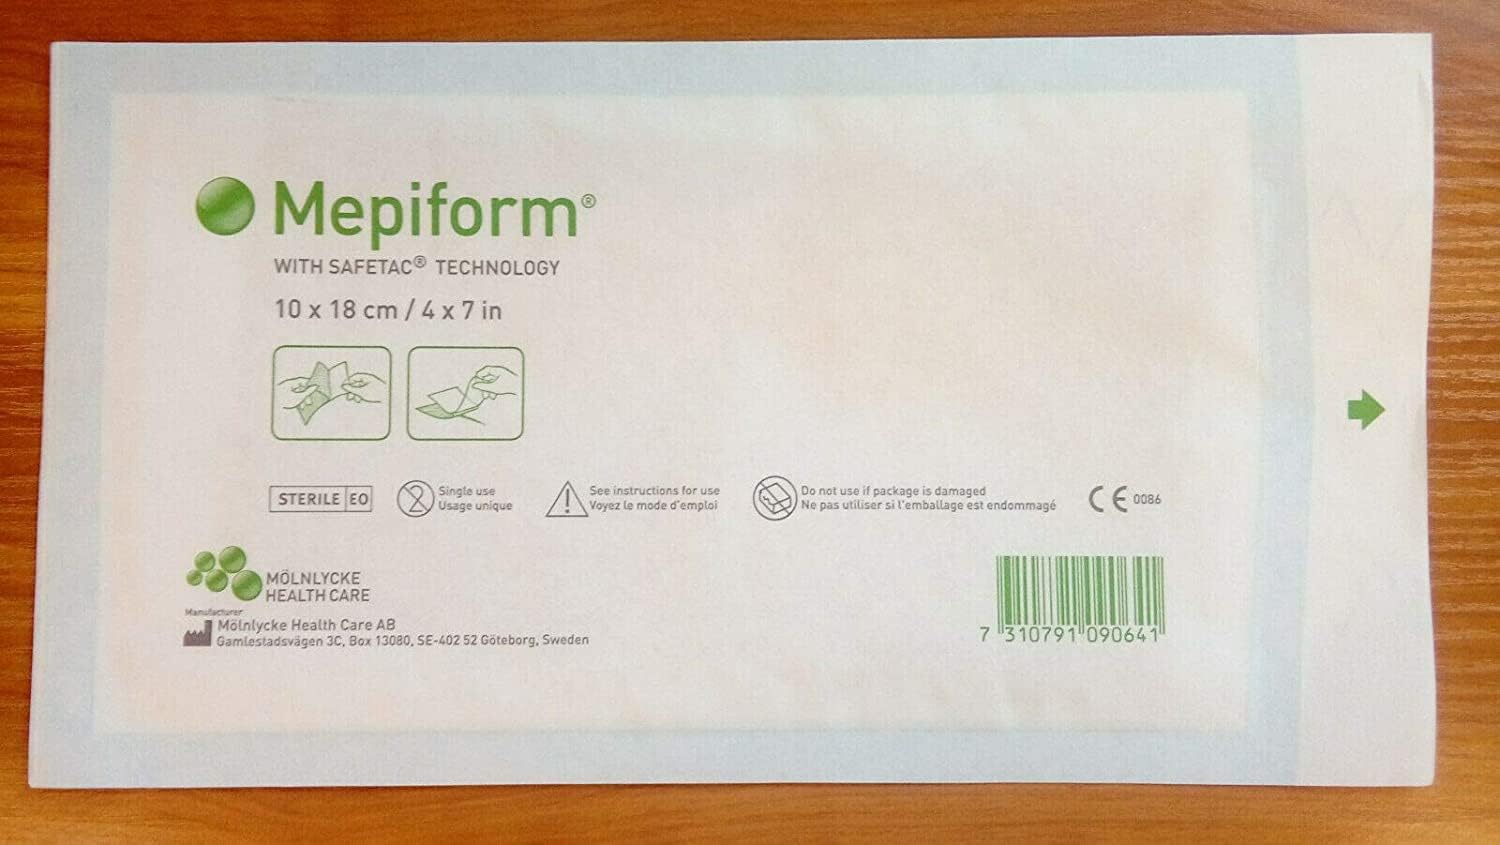 Mepiform®
WITH SAFETAC® TECHNOLOGY
10 x 18 cm / 4 x 7 in
STERILE EO
2
Single use
Usage unique
See instructions for use
Voyez le mode d'emploi
Do not use if package is damaged
Ne pas utiliser si l'emballage est endommagé
CE 0086
MÖLNLYCKE
HEALTH CARE
Manufacturer
Mölnlycke Health Care AB
Gamlestadsvägen 3C, Box 13080, SE-402 52 Göteborg, Sweden
7 310791 090641